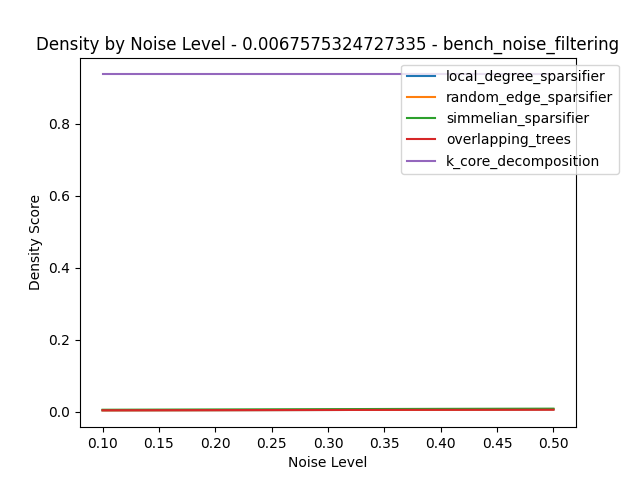 Density by Noise Level - 0.0067575324727335 - bench_noise_filtering
local_degree_sparsifier
random_edge_sparsifier
simmelian_sparsifier
overlapping_trees
k_core_decomposition
Density Score
0.8
0.6
0.4
0.2
0.0
0.10 0.15 0.20 0.25 0.30 0.35 0.40 0.45 0.50
Noise Level